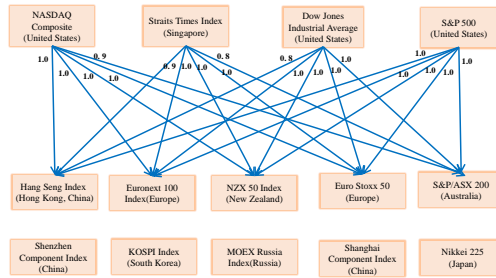 NASDAQ
Composite
(United States)
Straits Times Index
(Singapore)
Dow Jones
Industrial Average
(United States)
S&P 500
(United States)
1.0
1.0
1.0
1.0
0.9
0.9
1.0
1.0
1.0
0.8
1.0
1.0
1.0
1.0
0.8
1.0
1.0
1.0
1.0
1.0
Hang Seng Index
(Hong Kong, China)
Euronext 100
Index(Europe)
NZX 50 Index
(New Zealand)
Euro Stoxx 50
(Europe)
S&P/ASX 200
(Australia)
Shenzhen
Component Index
(China)
KOSPI Index
(South Korea)
MOEX Russia
Index(Russia)
Shanghai
Component Index
(China)
Nikkei 225
(Japan)